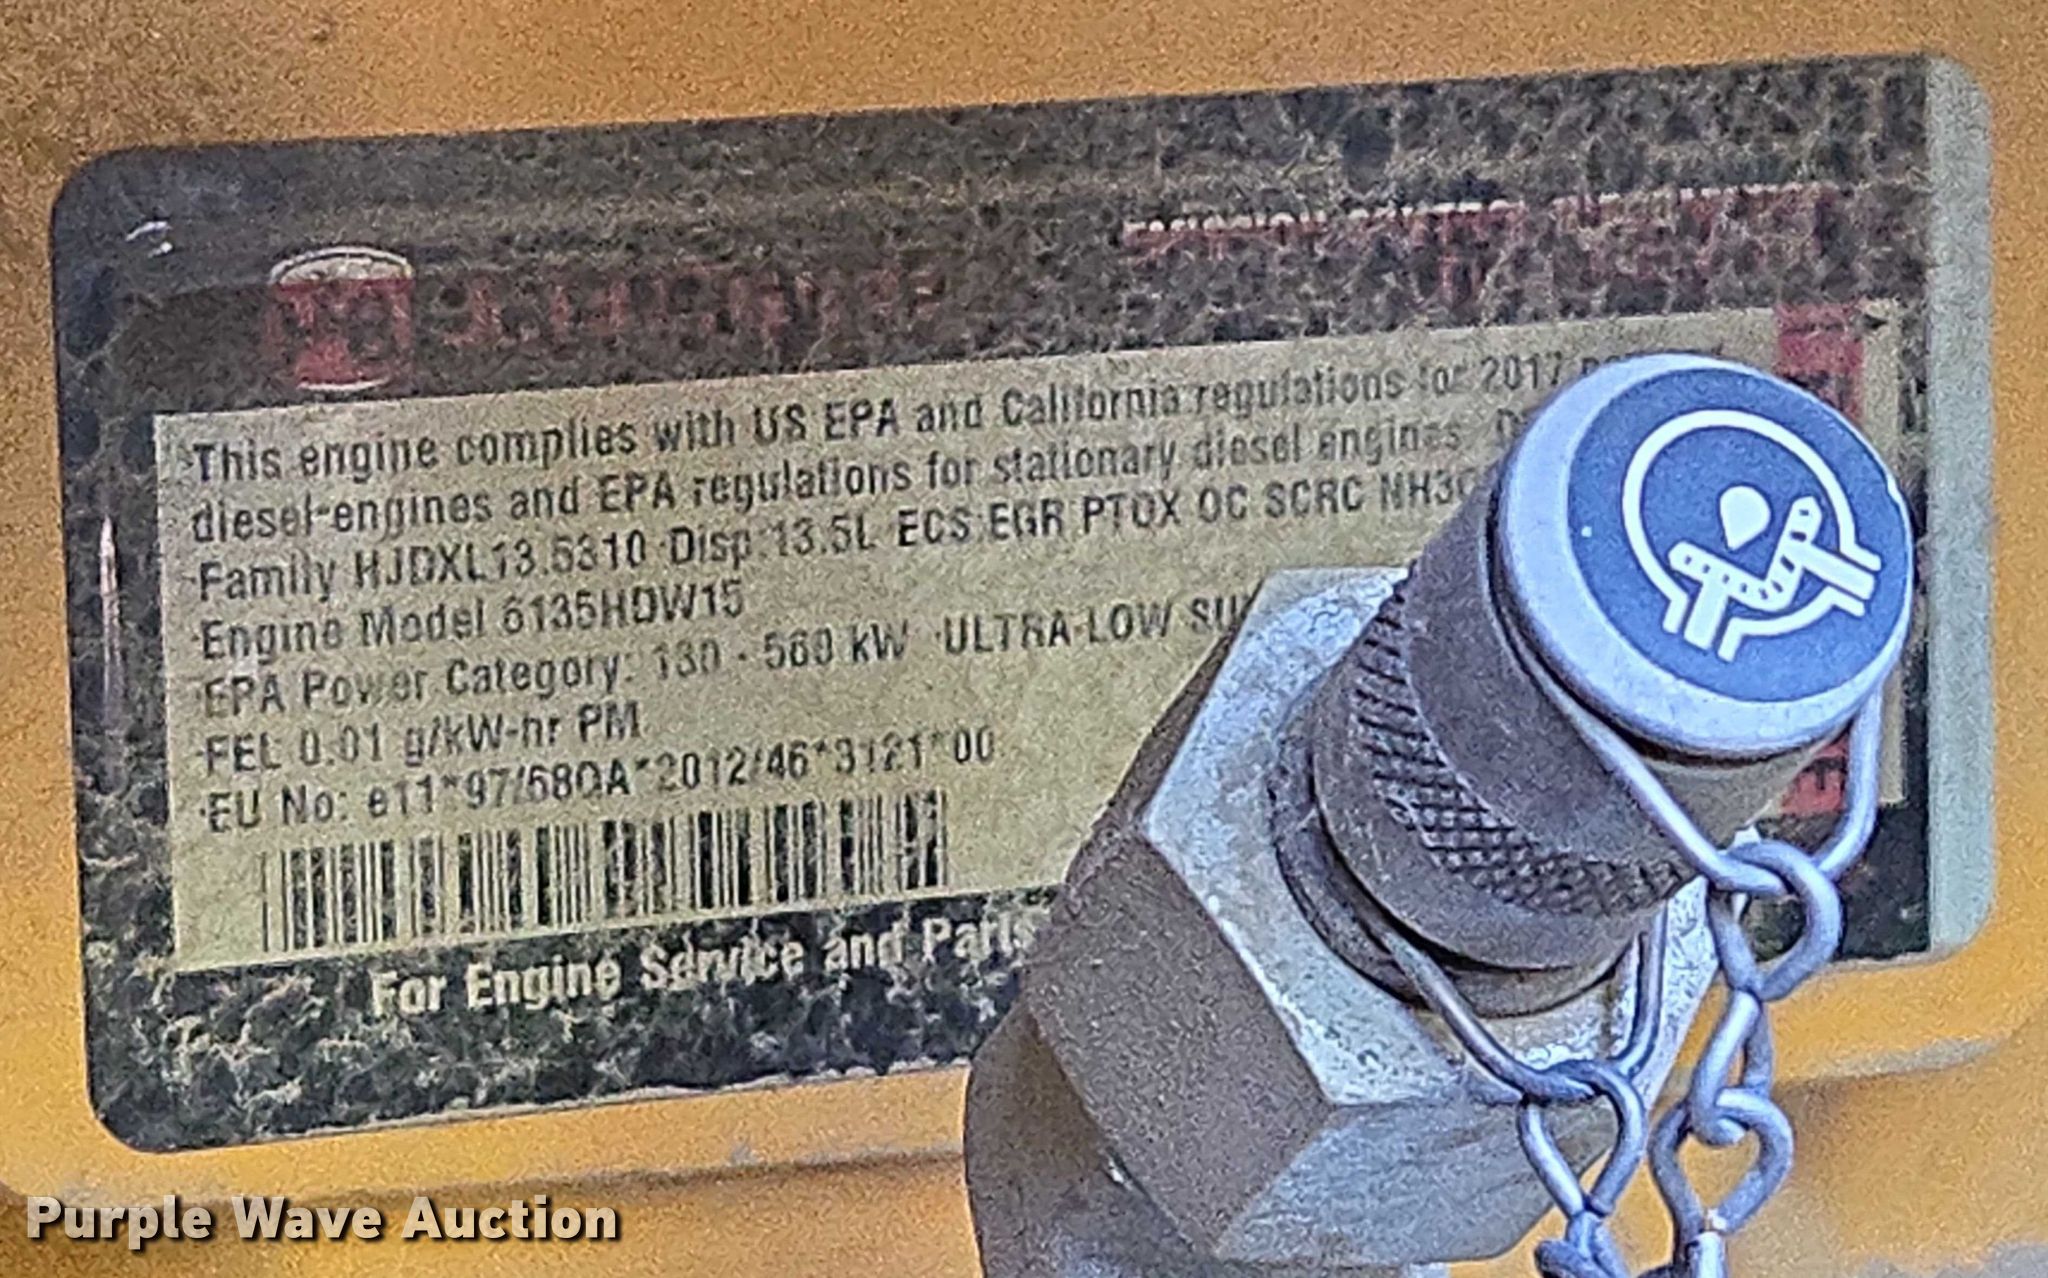 This engine complies with US EPA and California regulations for 2017
diesel engines and EPA regulations for stationary diesel engines
Family HJDXL13.5310 Disp 13.5L ECS:EGR PTOX OC SCRC NH3
Engine Model 6135HDW15
EPA Power Category: 130 - 560 kW ULTRA LOW
FEL 0.01 g/kW-hr PM
EU No: e11*97/68QA*2012/46*3121*00
For Engine Service and Parts
Purple Wave Auction